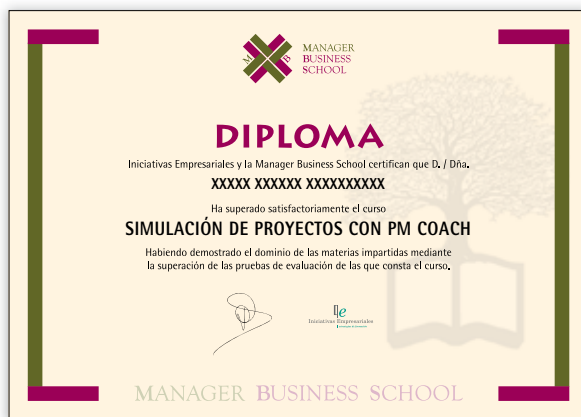 M B
MANAGER
BUSINESS
SCHOOL
DIPLOMA
Iniciativas Empresariales y la Manager Business School certifican que D. / Dña.
XXXXX XXXXXX XXXXXXXXXX
Ha superado satisfactoriamente el curso
SIMULACIÓN DE PROYECTOS CON PM COACH
Habiendo demostrado el dominio de las materias impartidas mediante
la superación de las pruebas de evaluación de las que consta el curso.
Ie
Iniciativas Empresariales
MANAGER BUSINESS SCHOOL